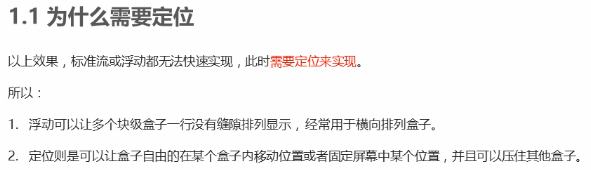 1.1 为什么需要定位
以上效果，标准流或浮动都无法快速实现，此时需要定位来实现。
所以：
1. 浮动可以让多个块级盒子一行没有缝隙排列显示，经常用于横向排列盒子。
2. 定位则是可以让盒子自由的在某个盒子内移动位置或者固定屏幕中某个位置，并且可以压住其他盒子。